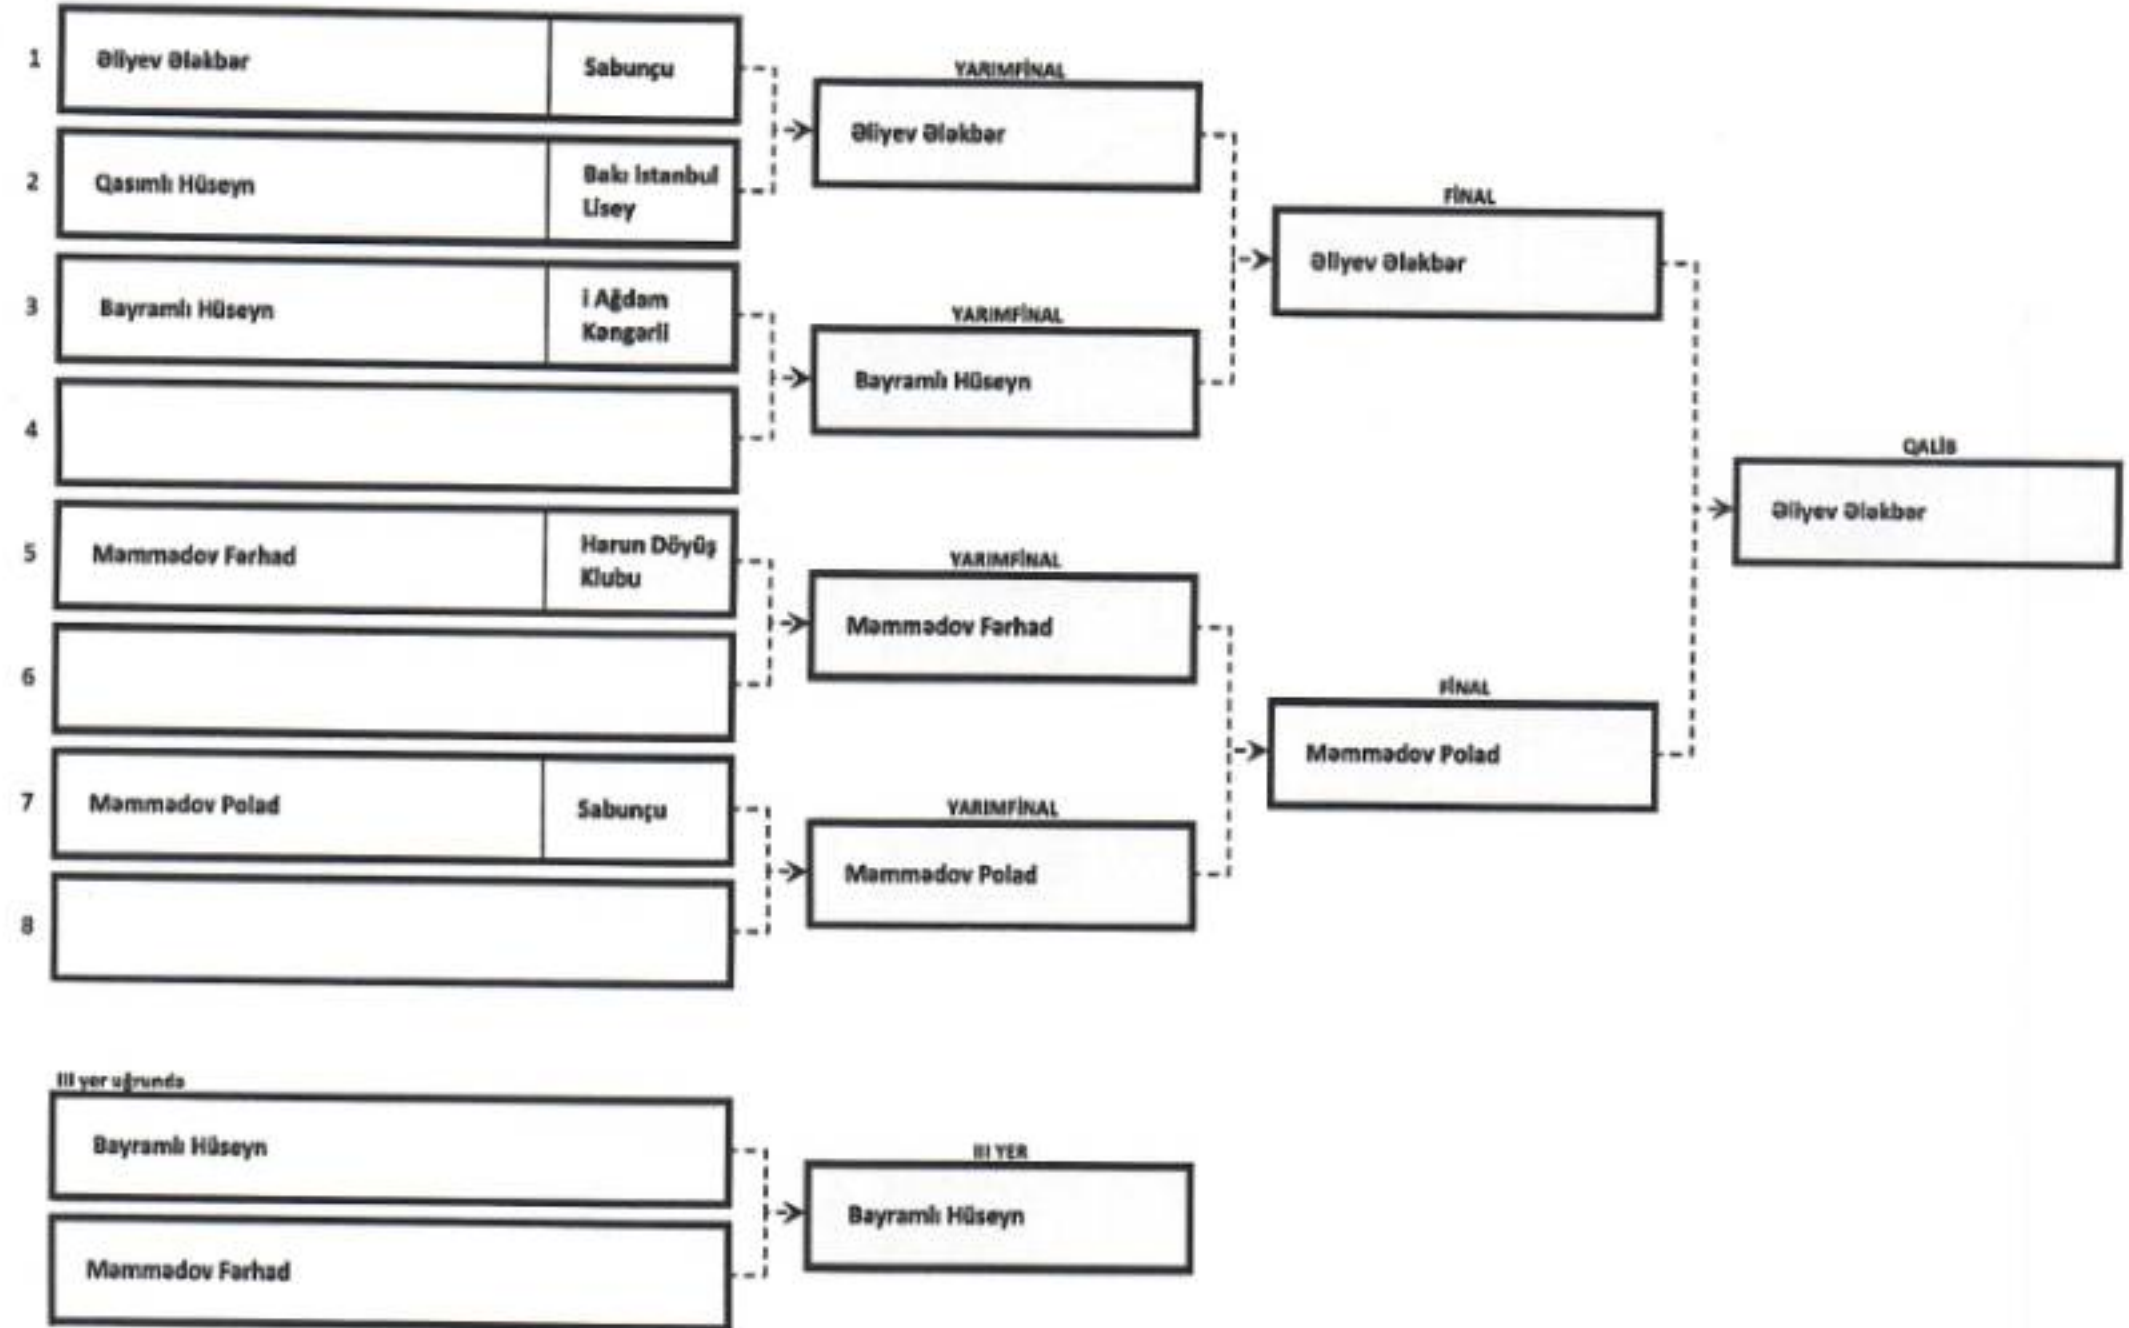 1
Əliyev Ələkbər
Sabunçu
2
Qasımlı Hüseyn
Bakı İstanbul
Lisey
3
Bayramlı Hüseyn
i Ağdam
Kəngərli
4
5
Məmmədov Fərhad
Harun Döyüş
Klubu
6
7
Məmmədov Polad
Sabunçu
8
YARIMFİNAL
Əliyev Ələkbər
YARIMFİNAL
Bayramlı Hüseyn
YARIMFİNAL
Məmmədov Fərhad
YARIMFİNAL
Məmmədov Polad
FİNAL
Əliyev Ələkbər
FİNAL
Məmmədov Polad
QALİB
Əliyev Ələkbər
III yer uğrunda
Bayramlı Hüseyn
Məmmədov Fərhad
III YER
Bayramlı Hüseyn